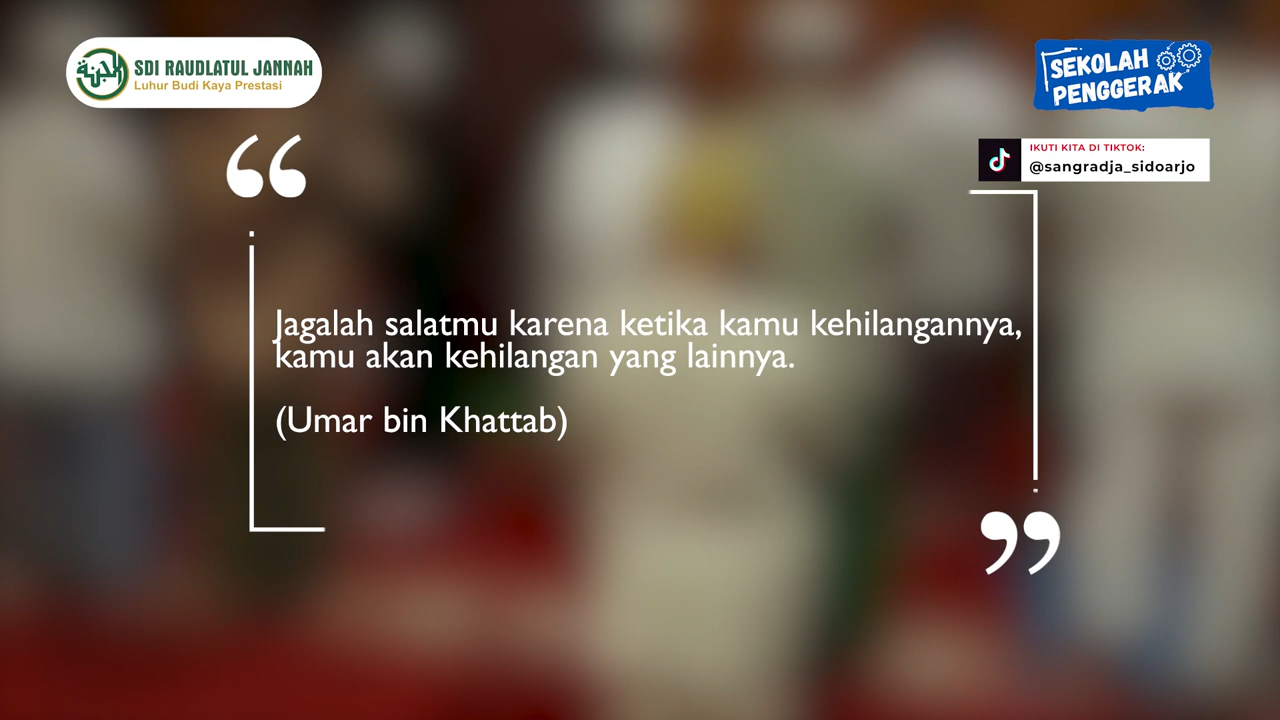 SDI RAUDLATUL JANNAH
Luhur Budi Kaya Prestasi
SEKOLAH
PENGGERAK
IKUTI KITA DI TIKTOK:
@sangradja_sidoarjo
“
Jagalah salatmu karena ketika kamu kehilangannya,
kamu akan kehilangan yang lainnya.
(Umar bin Khattab)
”